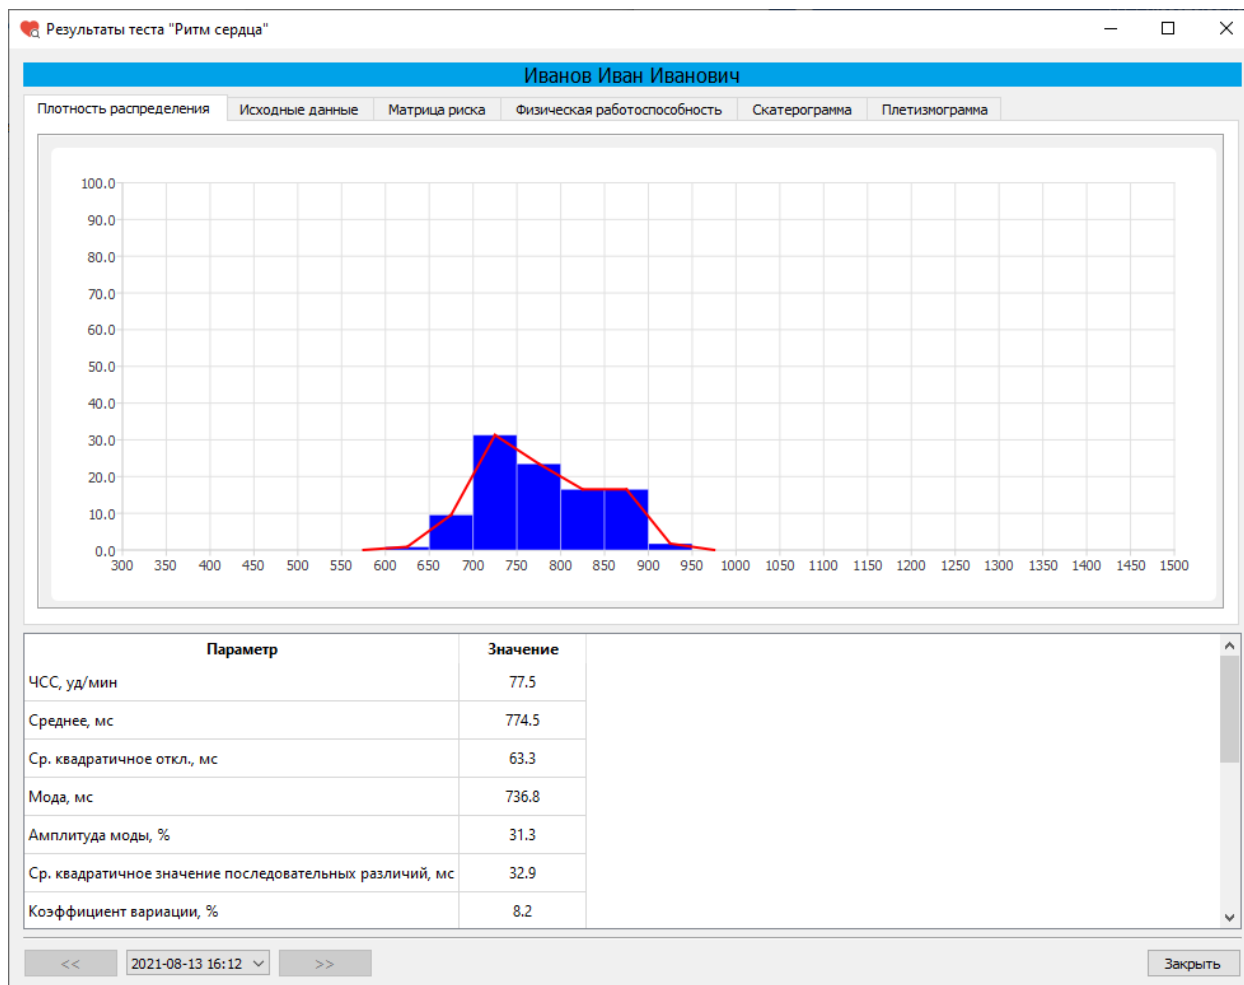 Результаты теста "Ритм сердца"
Иванов Иван Иванович
Плотность распределения Исходные данные Матрица риска Физическая работоспособность Скатерограмма Плетизмограмма
100.0
90.0
80.0
70.0
60.0
50.0
40.0
30.0
20.0
10.0
0.0
300 350 400 450 500 550 600 650 700 750 800 850 900 950 1000 1050 1100 1150 1200 1250 1300 1350 1400 1450 1500
Параметр Значение
ЧСС, уд/мин 77.5
Среднее, мс 774.5
Ср. квадратичное откл., мс 63.3
Мода, мс 736.8
Амплитуда моды, % 31.3
Ср. квадратичное значение последовательных различий, мс 32.9
Коэффициент вариации, % 8.2
<< 2021-08-13 16:12 >> Закрыть